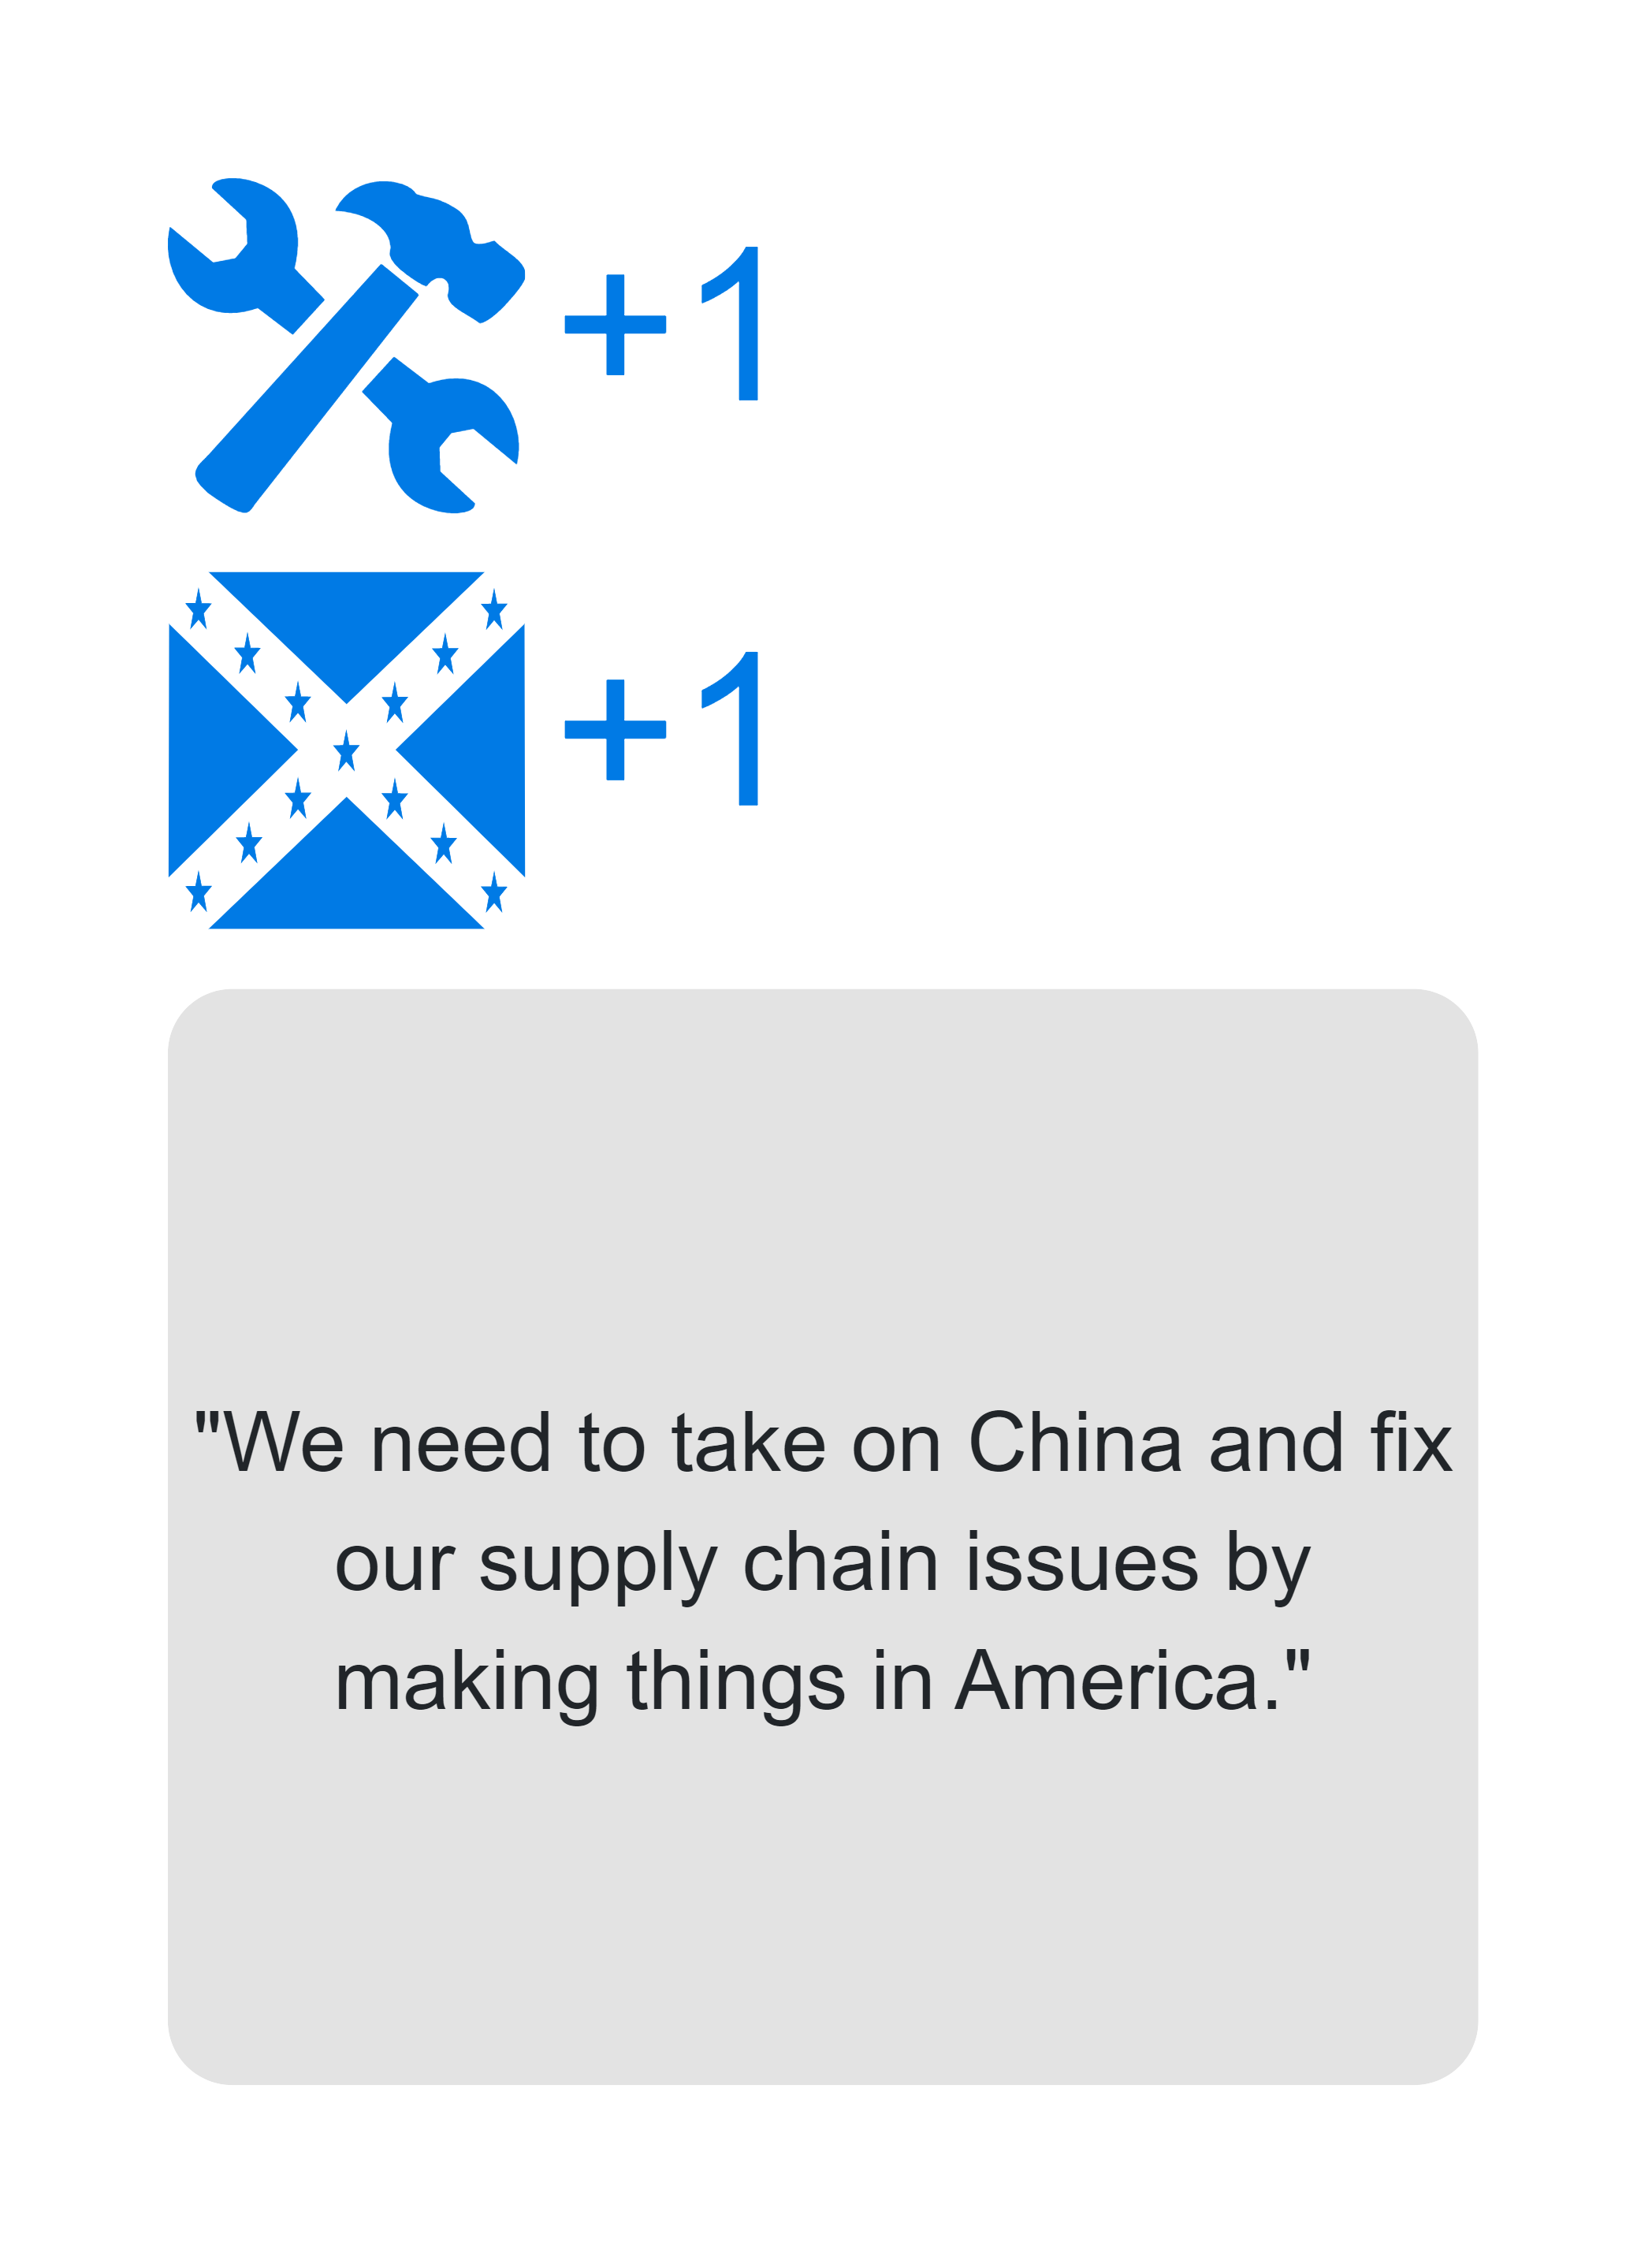 +1
+1
"We need to take on China and fix
our supply chain issues by
making things in America."